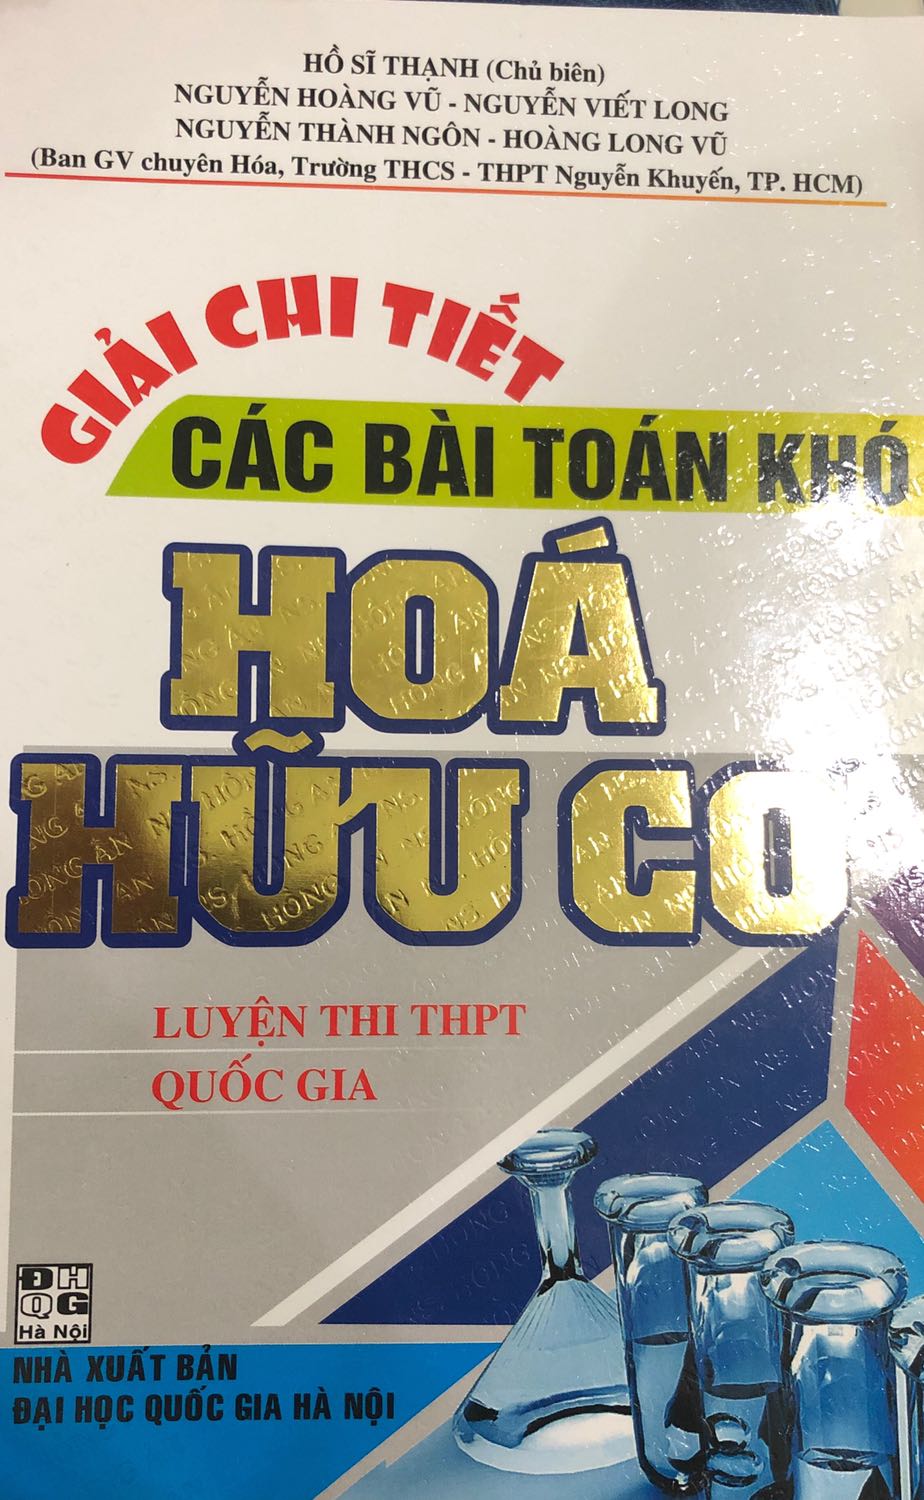 HỒ SĨ THẠNH (Chủ biên)
NGUYỄN HOÀNG VŨ - NGUYỄN VIẾT LONG
NGUYỄN THÀNH NGÔN - HOÀNG LONG VŨ
(Ban GV chuyên Hóa, Trường THCS - THPT Nguyễn Khuyến, TP. HCM)
GIẢI CHI TIẾT
CÁC BÀI TOÁN KHÓ
HOÁ
HỮU CƠ
LUYỆN THI THPT
QUỐC GIA
ĐH
QG
Hà Nội
NHÀ XUẤT BẢN
ĐẠI HỌC QUỐC GIA HÀ NỘI